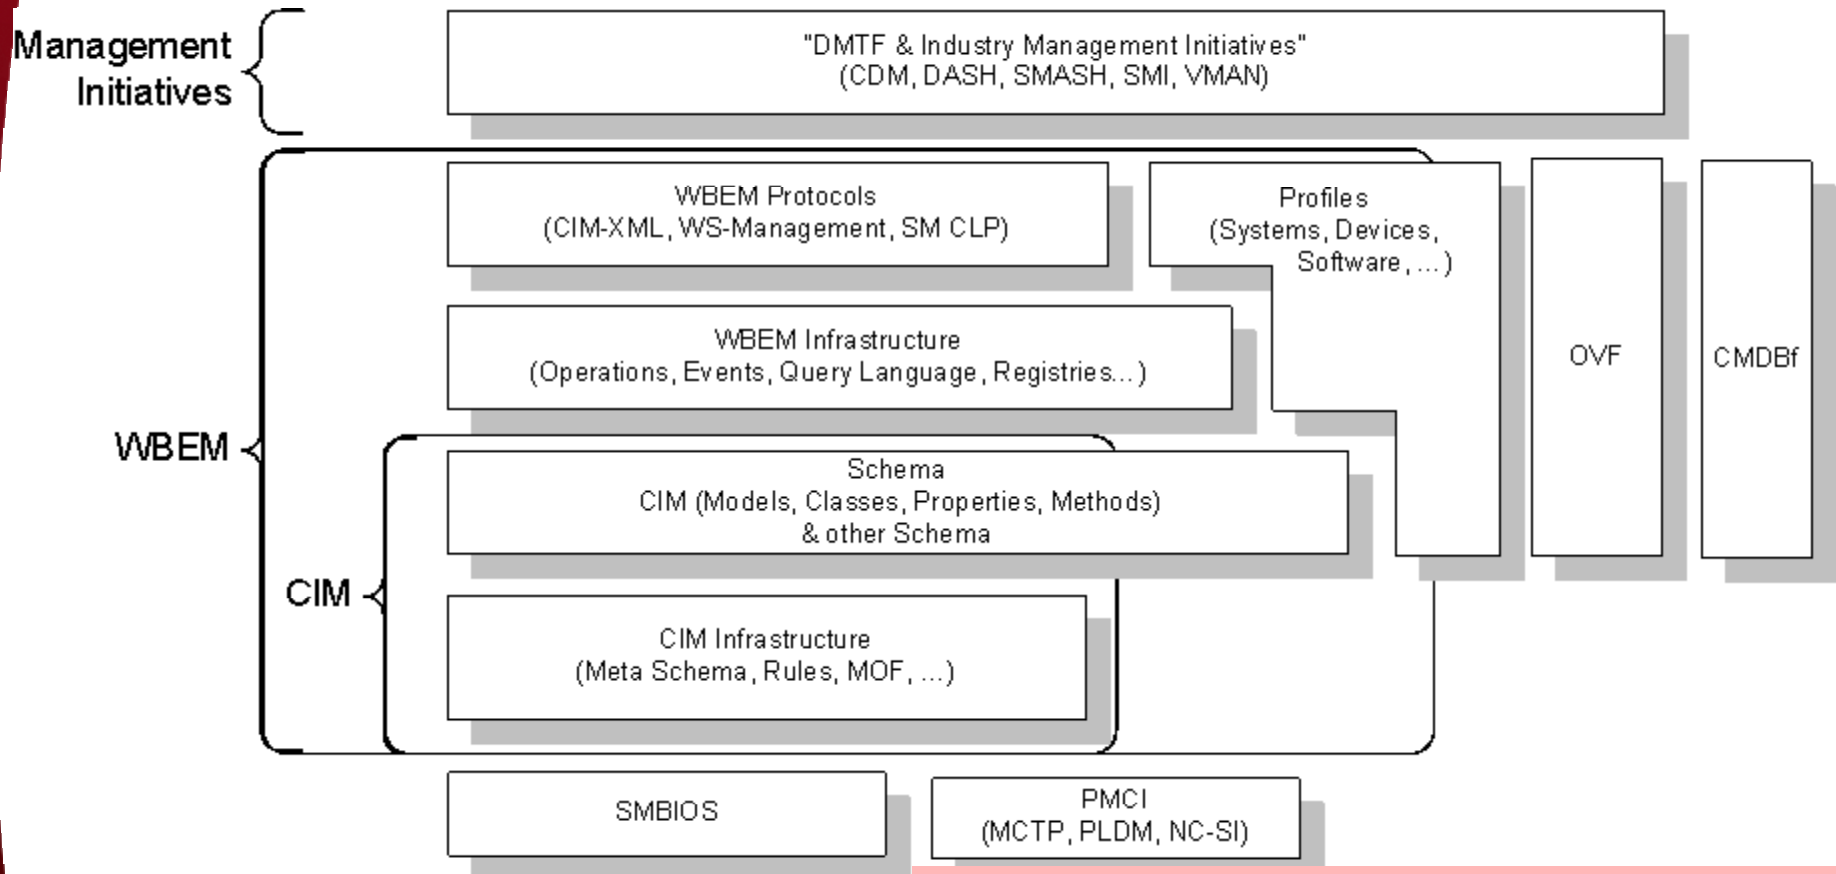 Management
Initiatives
"DMTF & Industry Management Initiatives"
(CDM, DASH, SMASH, SMI, VMAN)
WBEM
WBEM Protocols
(CIM-XML, WS-Management, SM CLP)
Profiles
(Systems, Devices,
Software, ...)
OVF
CMDBf
WBEM Infrastructure
(Operations, Events, Query Language, Registries...)
CIM
Schema
CIM (Models, Classes, Properties, Methods)
& other Schema
CIM Infrastructure
(Meta Schema, Rules, MOF, ...)
SMBIOS
PMCI
(MCTP, PLDM, NC-SI)